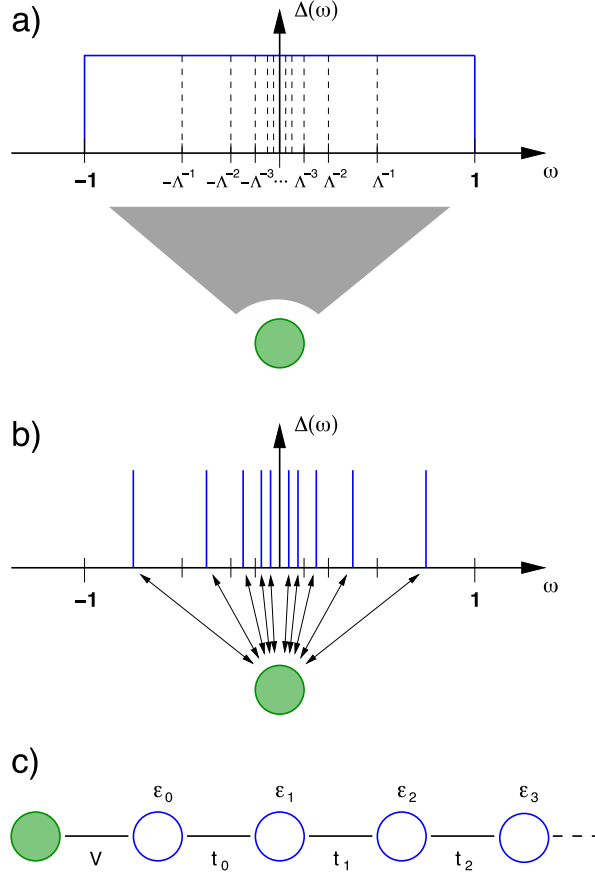 a)
Δ(ω)
−1 −Λ⁻¹ −Λ⁻² −Λ⁻³ ... Λ⁻³ Λ⁻² Λ⁻¹ 1 ω
b)
Δ(ω)
−1 1 ω
c)
ε₀ ε₁ ε₂ ε₃
V t₀ t₁ t₂